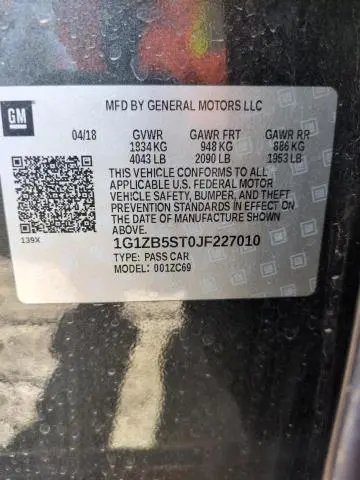 GM
MFD BY GENERAL MOTORS LLC
04/18 GVWR GAWR FRT GAWR RR
1834 KG 948 KG 886 KG
4043 LB 2090 LB 1953 LB
THIS VEHICLE CONFORMS TO ALL
APPLICABLE U.S. FEDERAL MOTOR
VEHICLE SAFETY, BUMPER, AND THEFT
PREVENTION STANDARDS IN EFFECT ON
THE DATE OF MANUFACTURE SHOWN
ABOVE.
139X
1G1ZB5ST0JF227010
TYPE: PASS CAR
MODEL: 001ZC69